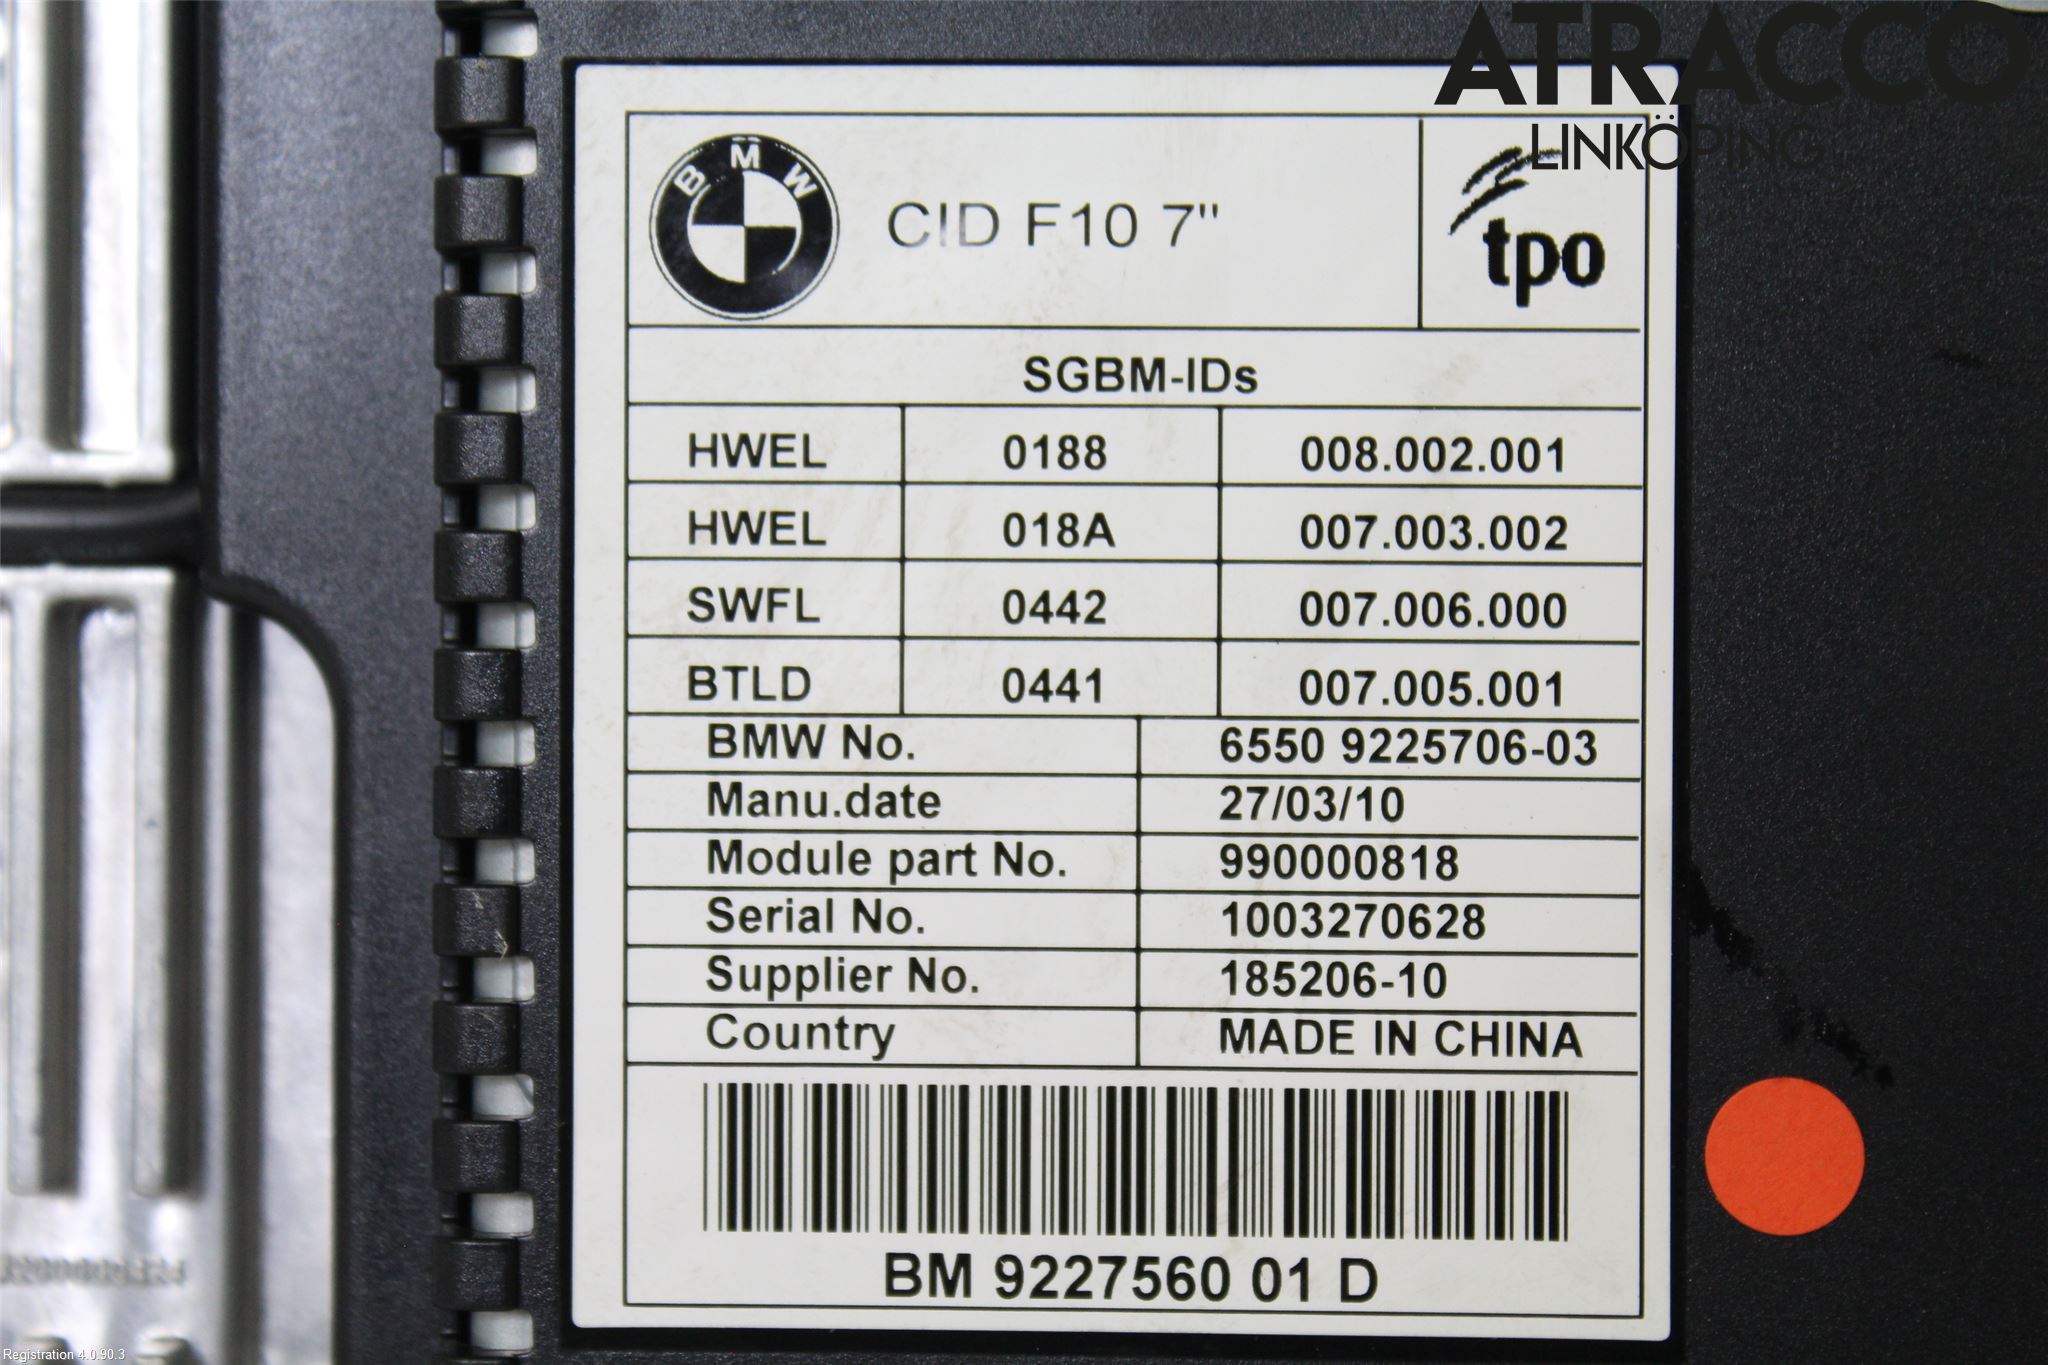 ATRACCO
LINKÖPING
BMW
CID F10 7"
tpo
SGBM-IDs
HWEL 0188 008.002.001
HWEL 018A 007.003.002
SWFL 0442 007.006.000
BTLD 0441 007.005.001
BMW No. 6550 9225706-03
Manu.date 27/03/10
Module part No. 990000818
Serial No. 1003270628
Supplier No. 185206-10
Country MADE IN CHINA
BM 9227560 01 D
Registration 4.0.90.3